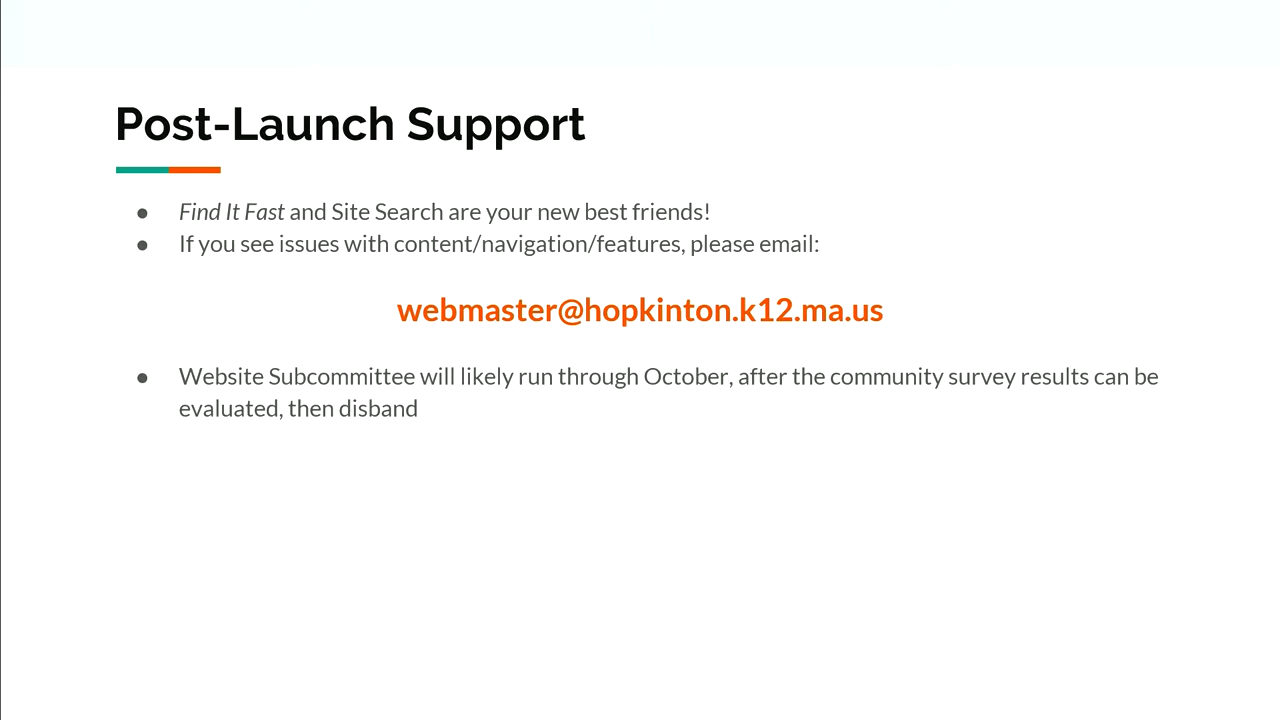 Post-Launch Support
● Find It Fast and Site Search are your new best friends!
● If you see issues with content/navigation/features, please email:
webmaster@hopkinton.k12.ma.us
● Website Subcommittee will likely run through October, after the community survey results can be
evaluated, then disband